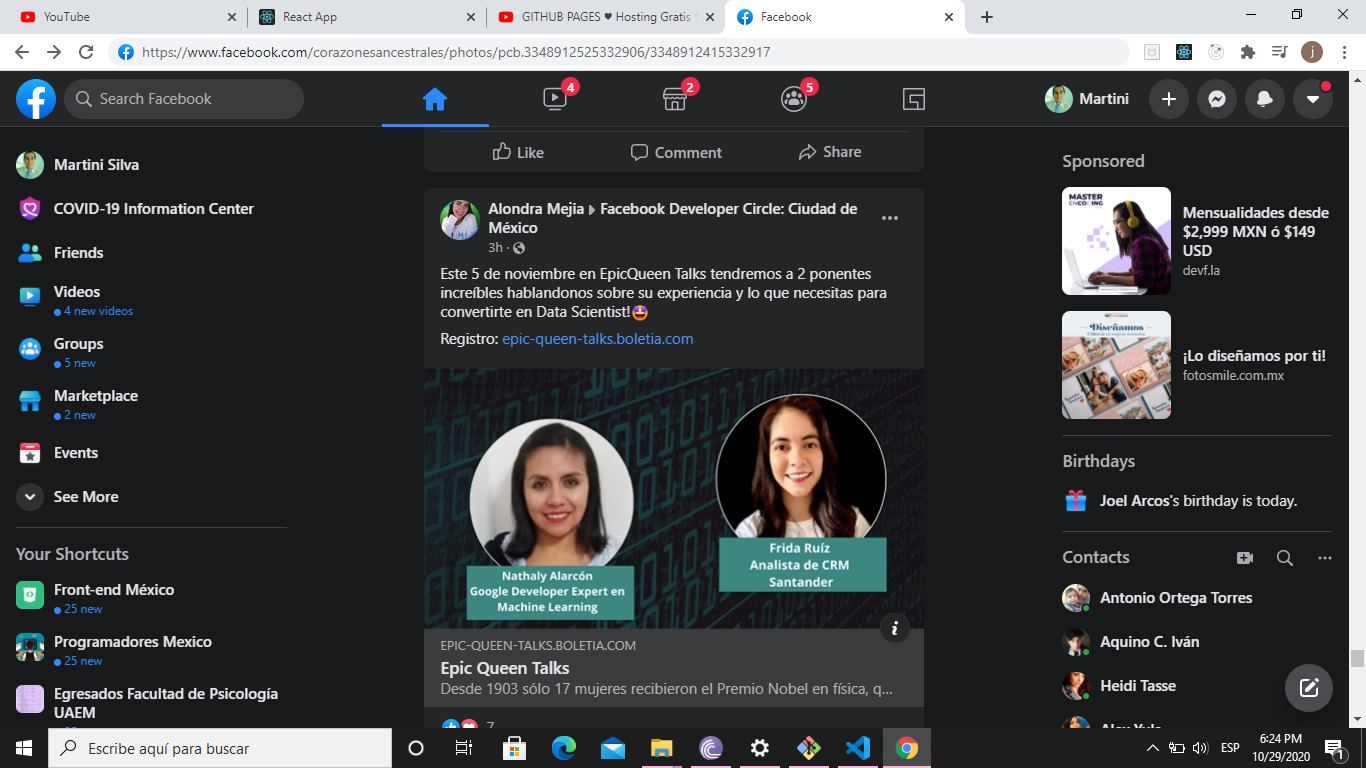 YouTube
React App
GITHUB PAGES ♥ Hosting Gratis
Facebook
https://www.facebook.com/corazonesancestrales/photos/pcb.3348912525332906/3348912415332917
j
Search Facebook
4
2
5
Martini
Martini Silva
COVID-19 Information Center
Friends
Videos
4 new videos
Groups
5 new
Marketplace
2 new
Events
See More
Your Shortcuts
Front-end México
25 new
Programadores Mexico
25 new
Egresados Facultad de Psicología
UAEM
Like
Comment
Share
Alondra Mejia
Facebook Developer Circle: Ciudad de
México
3h ·
Este 5 de noviembre en EpicQueen Talks tendremos a 2 ponentes
increíbles hablandonos sobre su experiencia y lo que necesitas para
convertirte en Data Scientist!🤩
Registro: epic-queen-talks.boletia.com
Nathaly Alarcón
Google Developer Expert en
Machine Learning
Frida Ruíz
Analista de CRM
Santander
EPIC-QUEEN-TALKS.BOLETIA.COM
Epic Queen Talks
Desde 1903 sólo 17 mujeres recibieron el Premio Nobel en física, q...
7
Sponsored
MASTER
EN CODING
Mensualidades desde
$2,999 MXN ó $149
USD
devf.la
Diseñamos
¡Lo diseñamos por ti!
fotosmile.com.mx
Birthdays
Joel Arcos's birthday is today.
Contacts
Antonio Ortega Torres
Aquino C. Iván
Heidi Tasse
Alex Yulo
Escribe aquí para buscar
ESP
6:24 PM
10/29/2020
1